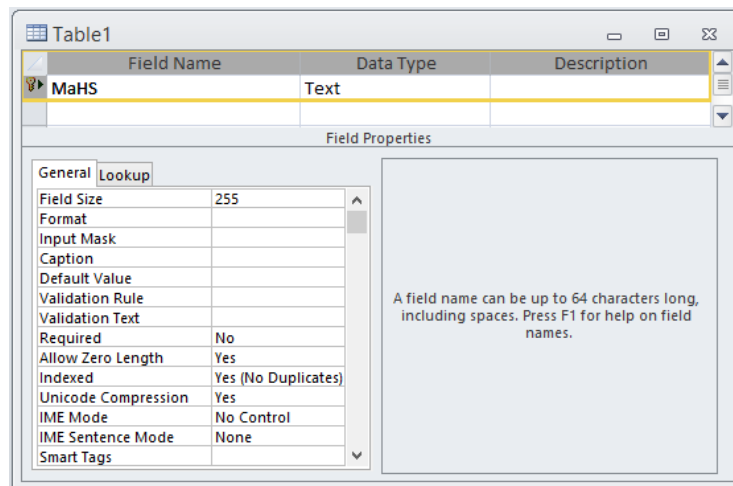 Table1
Field Name Data Type Description
MaHS Text
Field Properties
General Lookup
Field Size 255
Format
Input Mask
Caption
Default Value
Validation Rule
Validation Text
Required No
Allow Zero Length Yes
Indexed Yes (No Duplicates)
Unicode Compression Yes
IME Mode No Control
IME Sentence Mode None
Smart Tags
A field name can be up to 64 characters long,
including spaces. Press F1 for help on field
names.